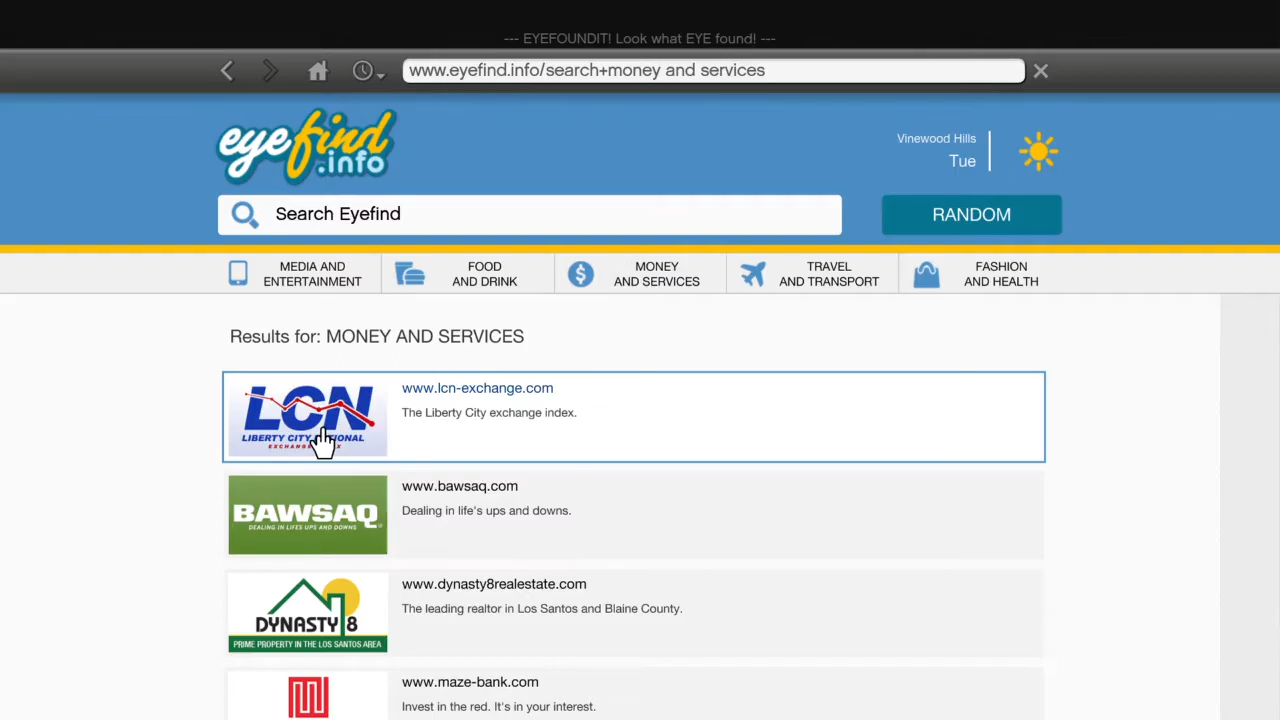 --- EYEFOUNDIT! Look what EYE found! ---
www.eyefind.info/search+money and services
eyefind
.info
Vinewood Hills
Tue
Search Eyefind
RANDOM
MEDIA AND
ENTERTAINMENT
FOOD
AND DRINK
MONEY
AND SERVICES
TRAVEL
AND TRANSPORT
FASHION
AND HEALTH
Results for: MONEY AND SERVICES
LCN
LIBERTY CITY
www.lcn-exchange.com
The Liberty City exchange index.
BAWSAQ
DEALING IN LIFES UPS AND DOWNS
www.bawsaq.com
Dealing in life's ups and downs.
DYNASTY 8
PRIME PROPERTY IN THE LOS SANTOS AREA
www.dynasty8realestate.com
The leading realtor in Los Santos and Blaine County.
www.maze-bank.com
Invest in the red. It's in your interest.